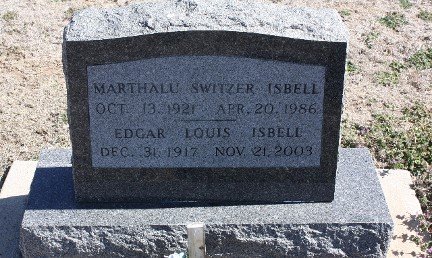 MARTHALU SWITZER ISBELL
OCT. 13, 1921 APR. 20, 1986
EDGAR LOUIS ISBELL
DEC. 31, 1917 NOV. 21, 2003